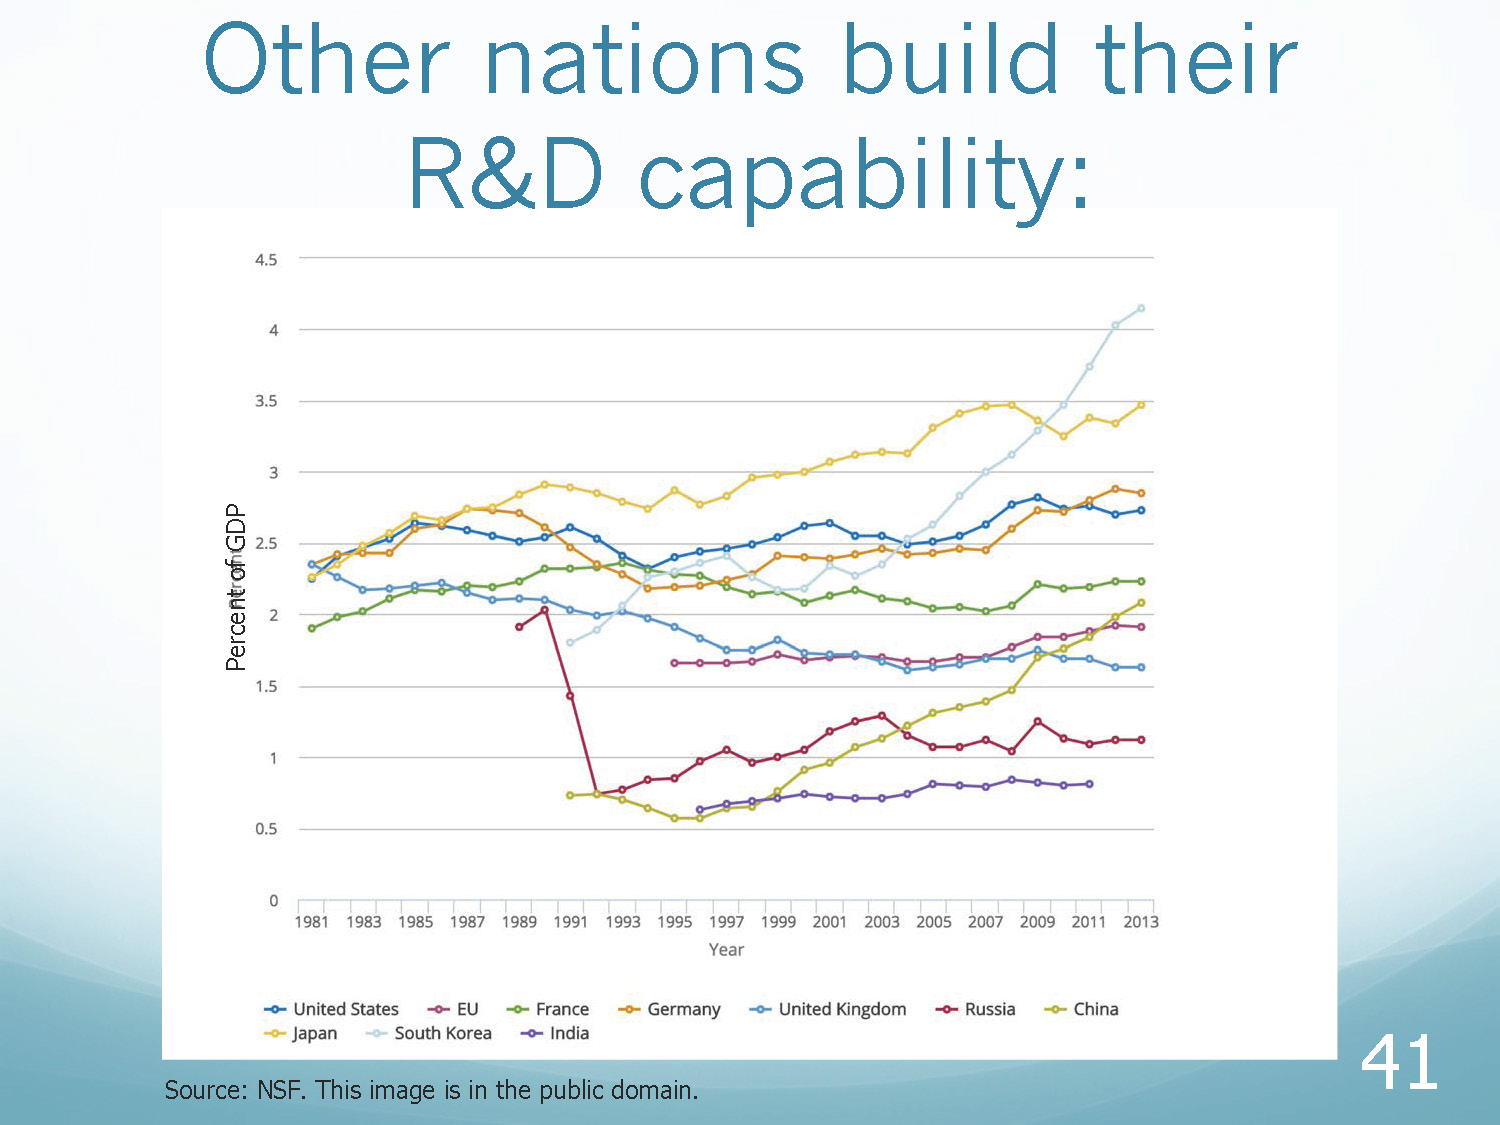 Other nations build their
R&D capability:
4.5
4
3.5
3
2.5
2
1.5
1
0.5
0
Percent of GDP
1981 1983 1985 1987 1989 1991 1993 1995 1997 1999 2001 2003 2005 2007 2009 2011 2013
Year
United States EU France Germany United Kingdom Russia China
Japan South Korea India
41
Source: NSF. This image is in the public domain.